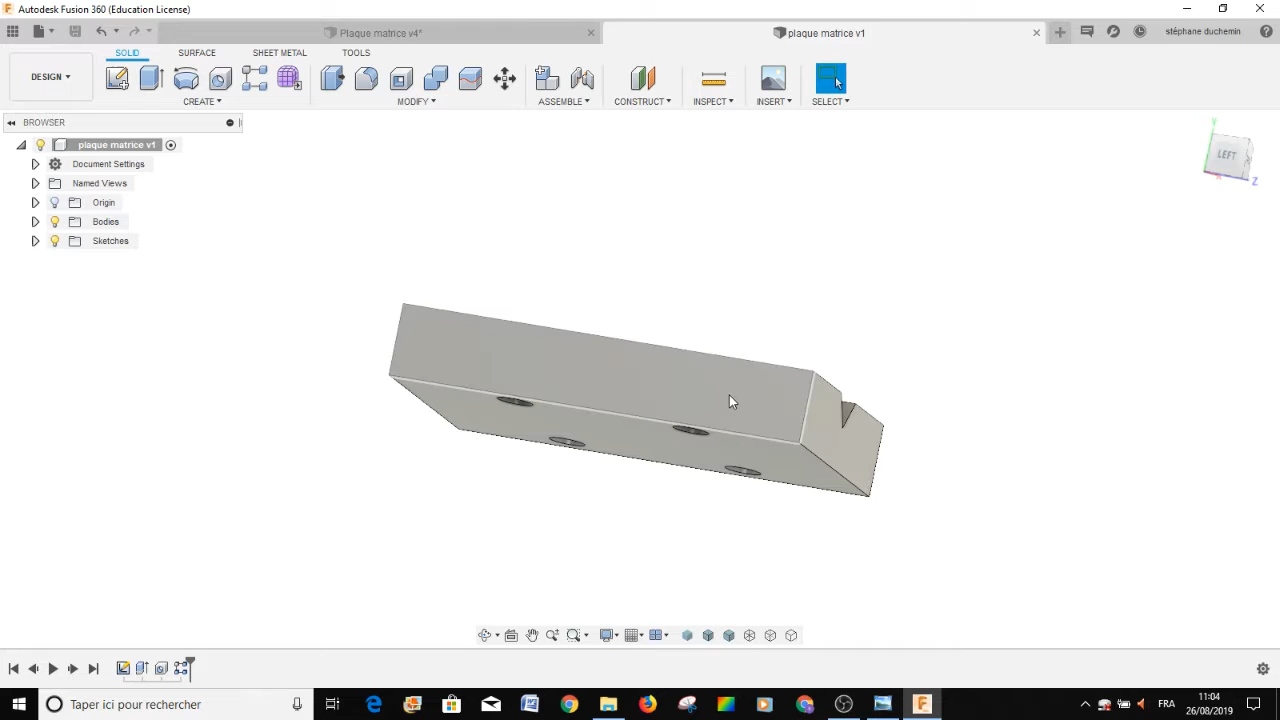 Autodesk Fusion 360 (Education License)
Plaque matrice v4*
plaque matrice v1
stéphane duchemin
SOLID SURFACE SHEET METAL TOOLS
DESIGN
CREATE MODIFY ASSEMBLE CONSTRUCT INSPECT INSERT SELECT
BROWSER
plaque matrice v1
Document Settings
Named Views
Origin
Bodies
Sketches
Y
LEFT
Z
Taper ici pour rechercher
FRA
11:04
26/08/2019